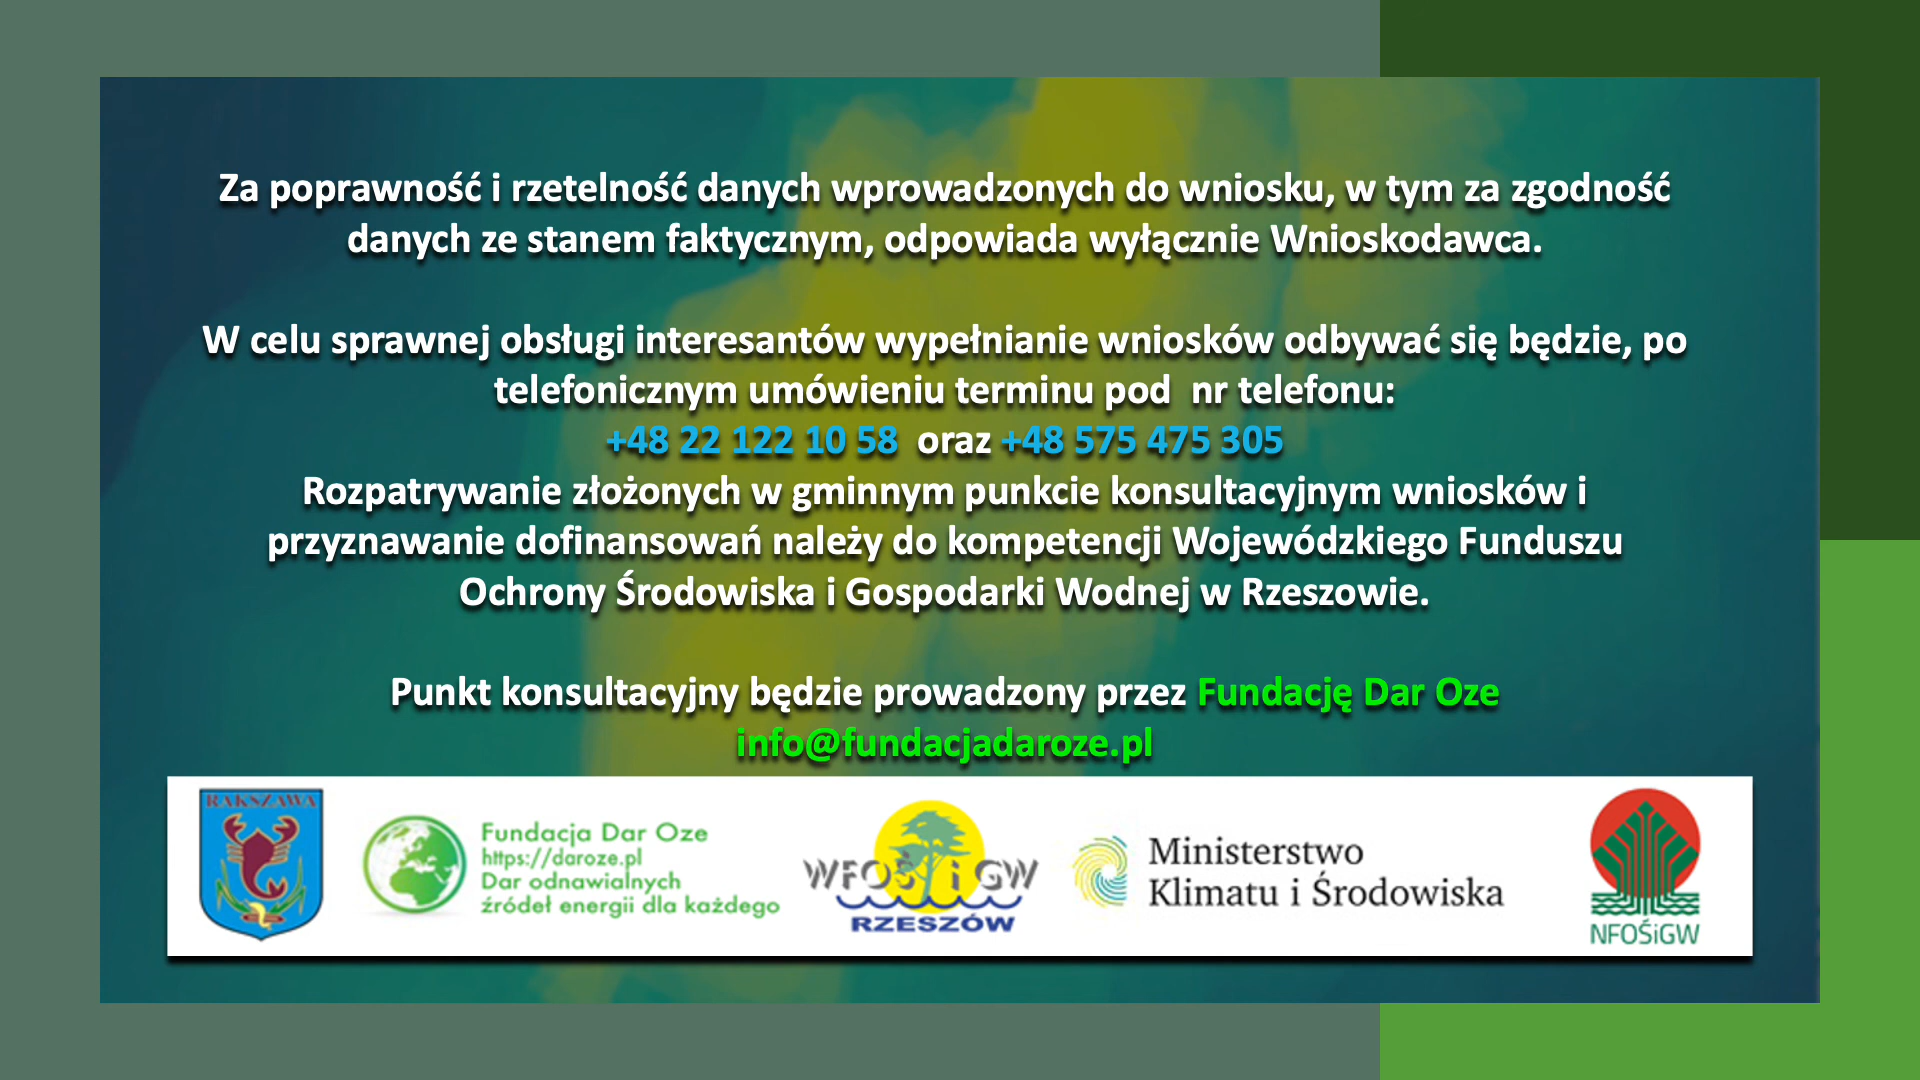 Za poprawność i rzetelność danych wprowadzonych do wniosku, w tym za zgodność
danych ze stanem faktycznym, odpowiada wyłącznie Wnioskodawca.
W celu sprawnej obsługi interesantów wypełnianie wniosków odbywać się będzie, po
telefonicznym umówieniu terminu pod  nr telefonu:
+48 22 122 10 58  oraz +48 575 475 305
Rozpatrywanie złożonych w gminnym punkcie konsultacyjnym wniosków i
przyznawanie dofinansowań należy do kompetencji Wojewódzkiego Funduszu
Ochrony Środowiska i Gospodarki Wodnej w Rzeszowie.
Punkt konsultacyjny będzie prowadzony przez Fundację Dar Oze
info@fundacjadaroze.pl
RAKSZAWA
Fundacja Dar Oze
https://daroze.pl
Dar odnawialnych
źródeł energii dla każdego
WFOŚiGW
RZESZÓW
Ministerstwo
Klimatu i Środowiska
NFOŚiGW